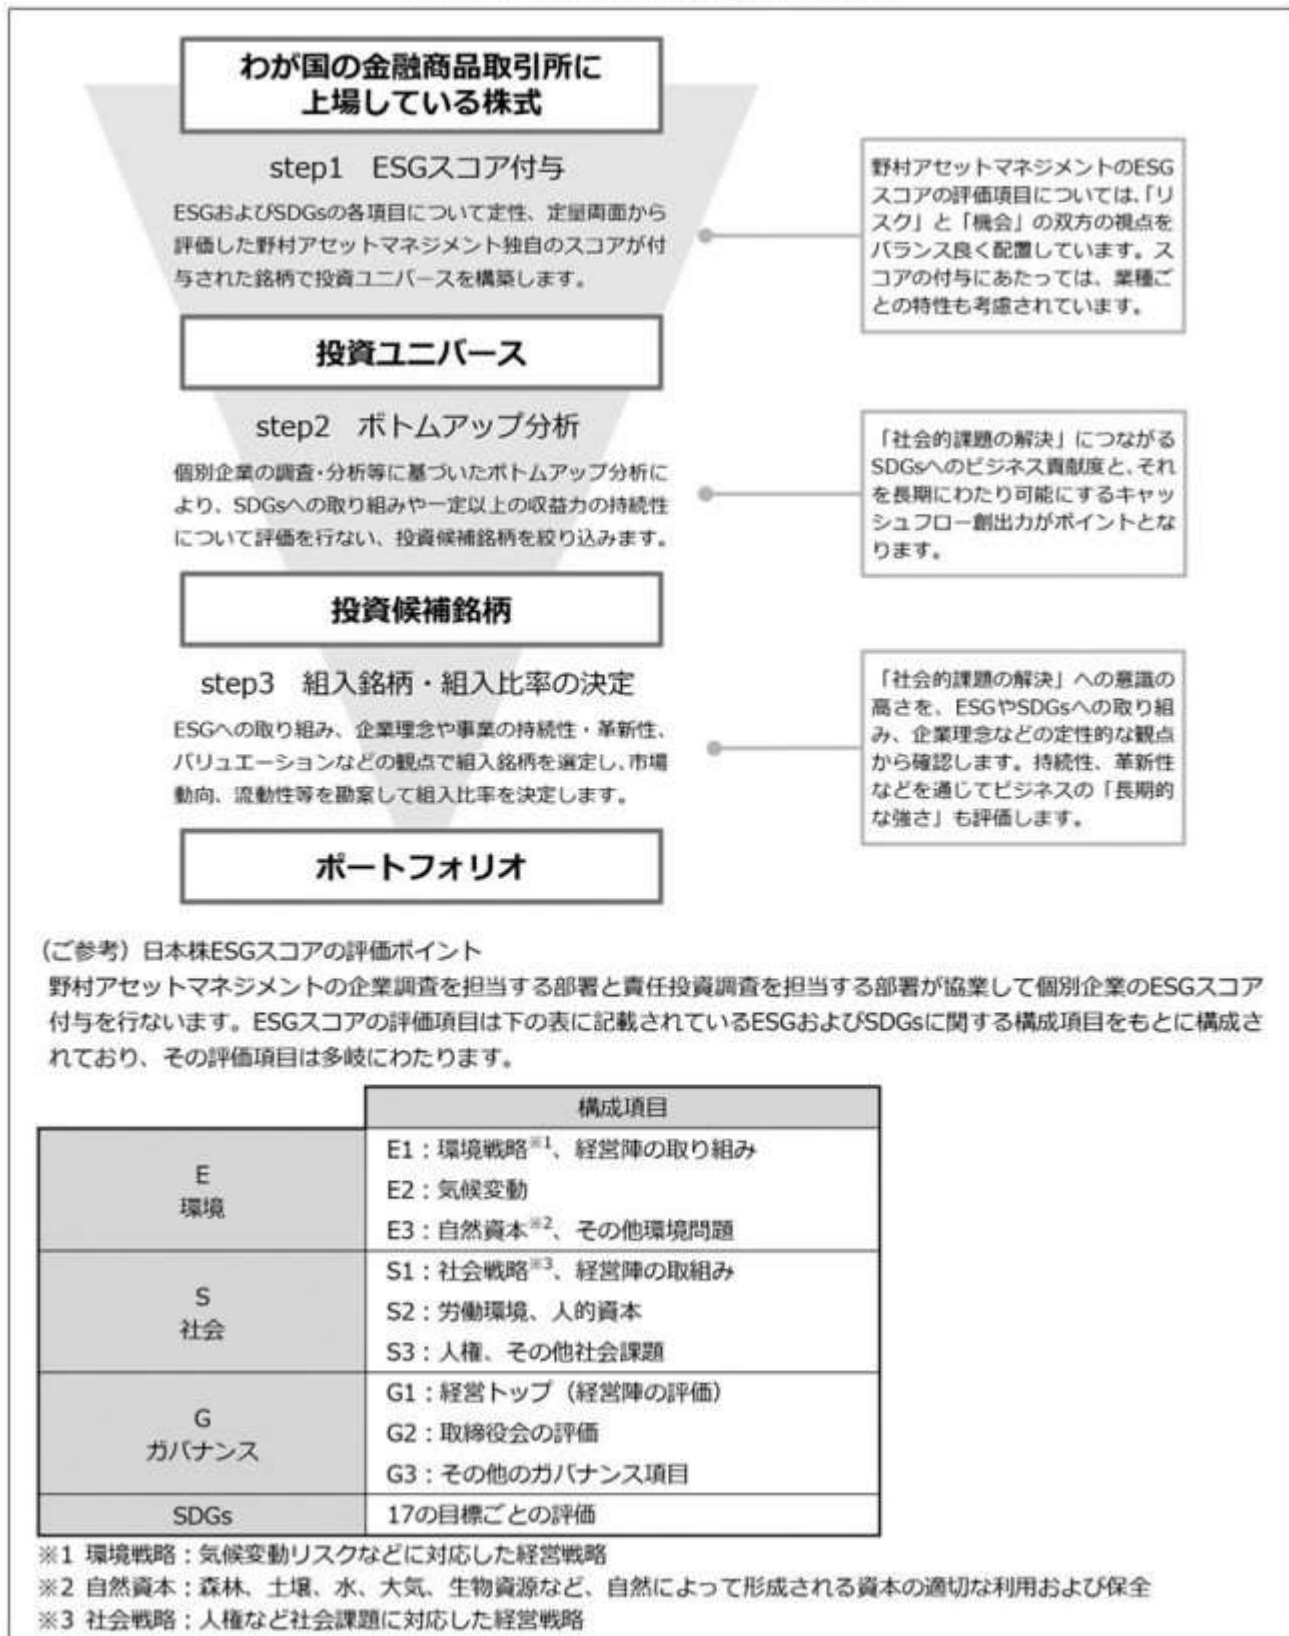 わが国の金融商品取引所に
上場している株式
step1 ESGスコア付与
ESGおよびSDGsの各項目について定性、定量両面から
評価した野村アセットマネジメント独自のスコアが付
与された銘柄で投資ユニバースを構築します。
野村アセットマネジメントのESG
スコアの評価項目については、「リ
スク」と「機会」の双方の視点を
バランス良く配置しています。ス
コアの付与にあたっては、業種ご
との特性も考慮されています。
投資ユニバース
step2 ボトムアップ分析
個別企業の調査・分析等に基づいたボトムアップ分析に
より、SDGsへの取り組みや一定以上の収益力の持続性
について評価を行ない、投資候補銘柄を絞り込みます。
「社会的課題の解決」につながる
SDGsへのビジネス貢献度と、それ
を長期にわたり可能にするキャッ
シュフロー創出力がポイントとな
ります。
投資候補銘柄
step3 組入銘柄・組入比率の決定
ESGへの取り組み、企業理念や事業の持続性・革新性、
バリュエーションなどの観点で組入銘柄を選定し、市場
動向、流動性等を勘案して組入比率を決定します。
「社会的課題の解決」への意識の
高さを、ESGやSDGsへの取り組
み、企業理念などの定性的な観点
から確認します。持続性、革新性
などを通じてビジネスの「長期的
な強さ」も評価します。
ポートフォリオ
（ご参考）日本株ESGスコアの評価ポイント
野村アセットマネジメントの企業調査を担当する部署と責任投資調査を担当する部署が協業して個別企業のESGスコア
付与を行ないます。ESGスコアの評価項目は下の表に記載されているESGおよびSDGsに関する構成項目をもとに構成さ
れており、その評価項目は多岐にわたります。
構成項目
E
環境
E1：環境戦略※1、経営陣の取り組み
E2：気候変動
E3：自然資本※2、その他環境問題
S
社会
S1：社会戦略※3、経営陣の取組み
S2：労働環境、人的資本
S3：人権、その他社会課題
G
ガバナンス
G1：経営トップ（経営陣の評価）
G2：取締役会の評価
G3：その他のガバナンス項目
SDGs
17の目標ごとの評価
※1 環境戦略：気候変動リスクなどに対応した経営戦略
※2 自然資本：森林、土壌、水、大気、生物資源など、自然によって形成される資本の適切な利用および保全
※3 社会戦略：人権など社会課題に対応した経営戦略